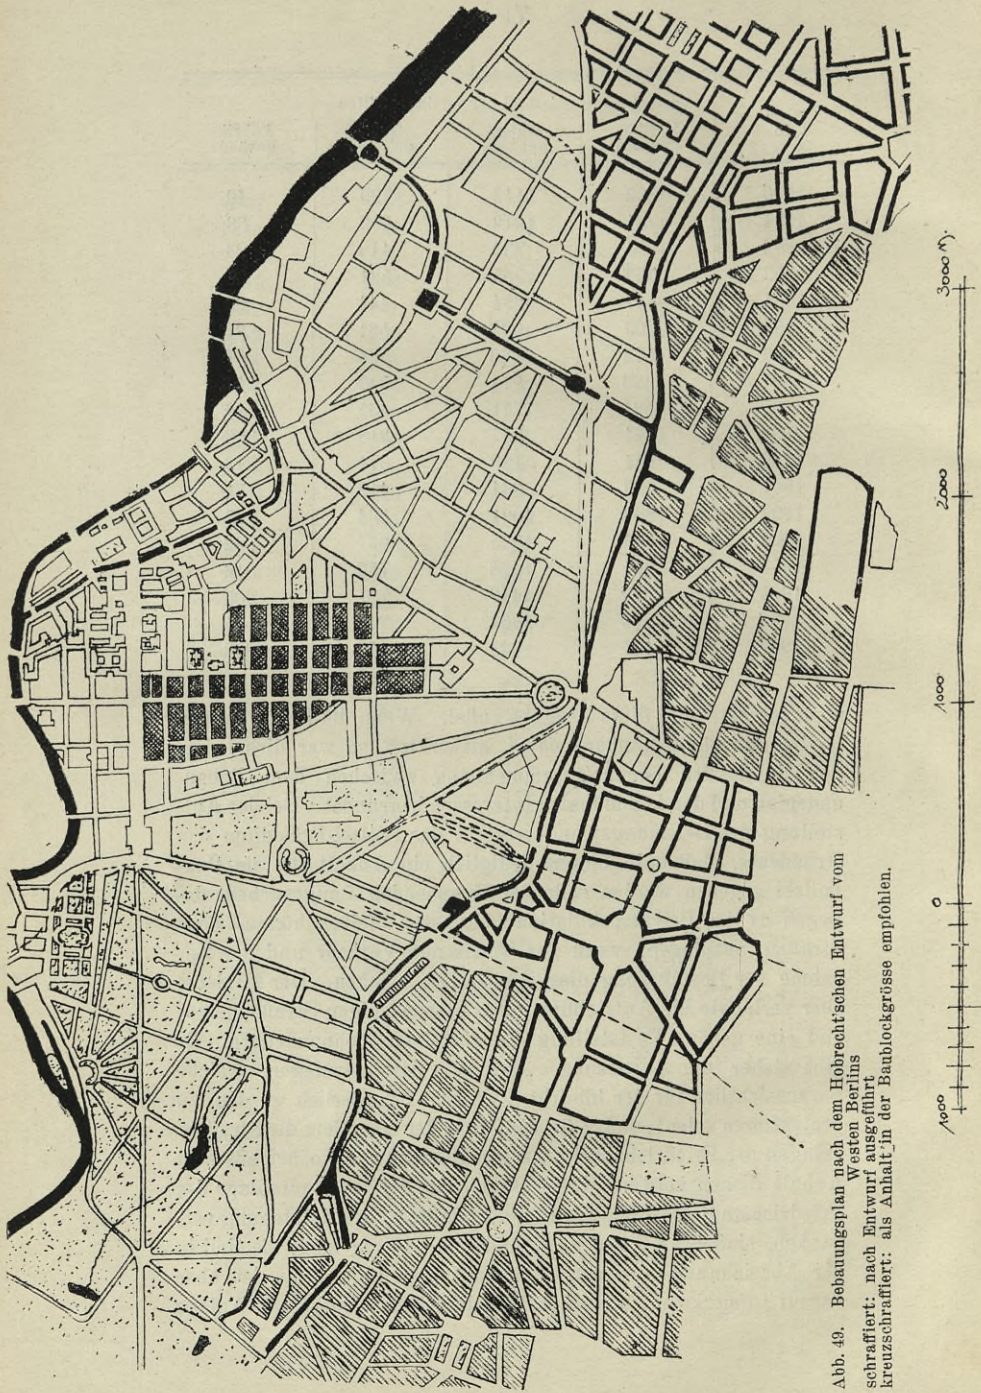 Abb. 49. Bebauungsplan nach dem Hobrecht'schen Entwurf vom
Westen Berlins
schraffiert: nach Entwurf ausgeführt
kreuzschraffiert: als Anhalt in der Baublockgrösse empfohlen.
1000
0
1000
2000
3000 M.